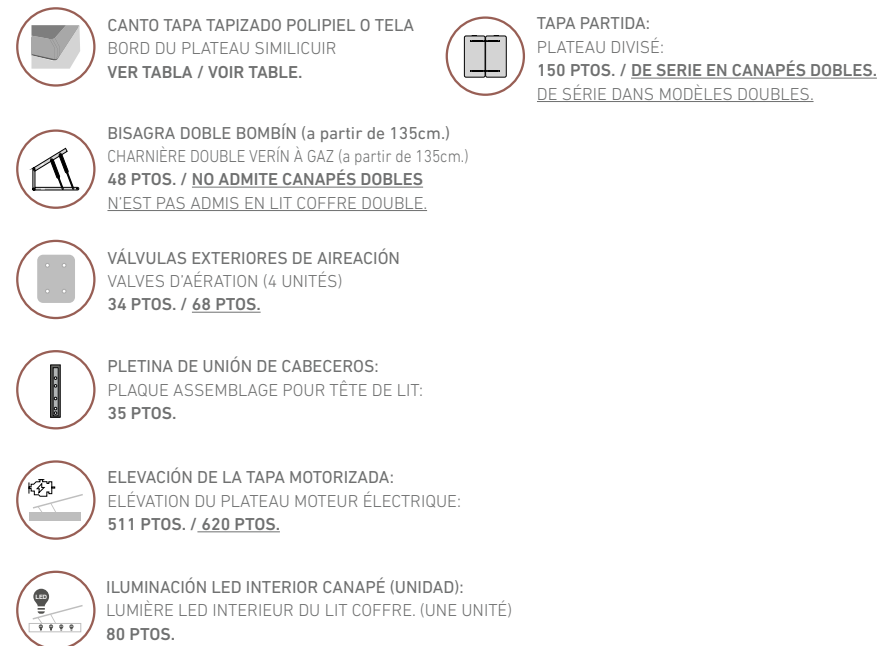 CANTO TAPA TAPIZADO POLIPIEL O TELA
BORD DU PLATEAU SIMILICUIR
VER TABLA / VOIR TABLE.
TAPA PARTIDA:
PLATEAU DIVISÉ:
150 PTOS. / DE SERIE EN CANAPÉS DOBLES.
DE SÉRIE DANS MODÈLES DOUBLES.
BISAGRA DOBLE BOMBÍN (a partir de 135cm.)
CHARNIÈRE DOUBLE VERÍN À GAZ (a partir de 135cm.)
48 PTOS. / NO ADMITE CANAPÉS DOBLES
N'EST PAS ADMIS EN LIT COFFRE DOUBLE.
VÁLVULAS EXTERIORES DE AIREACIÓN
VALVES D'AÉRATION (4 UNITÉS)
34 PTOS. / 68 PTOS.
PLETINA DE UNIÓN DE CABECEROS:
PLAQUE ASSEMBLAGE POUR TÊTE DE LIT:
35 PTOS.
ELEVACIÓN DE LA TAPA MOTORIZADA:
ELÉVATION DU PLATEAU MOTEUR ÉLECTRIQUE:
511 PTOS. / 620 PTOS.
LED
ILUMINACIÓN LED INTERIOR CANAPÉ (UNIDAD):
LUMIÈRE LED INTERIEUR DU LIT COFFRE. (UNE UNITÉ)
80 PTOS.